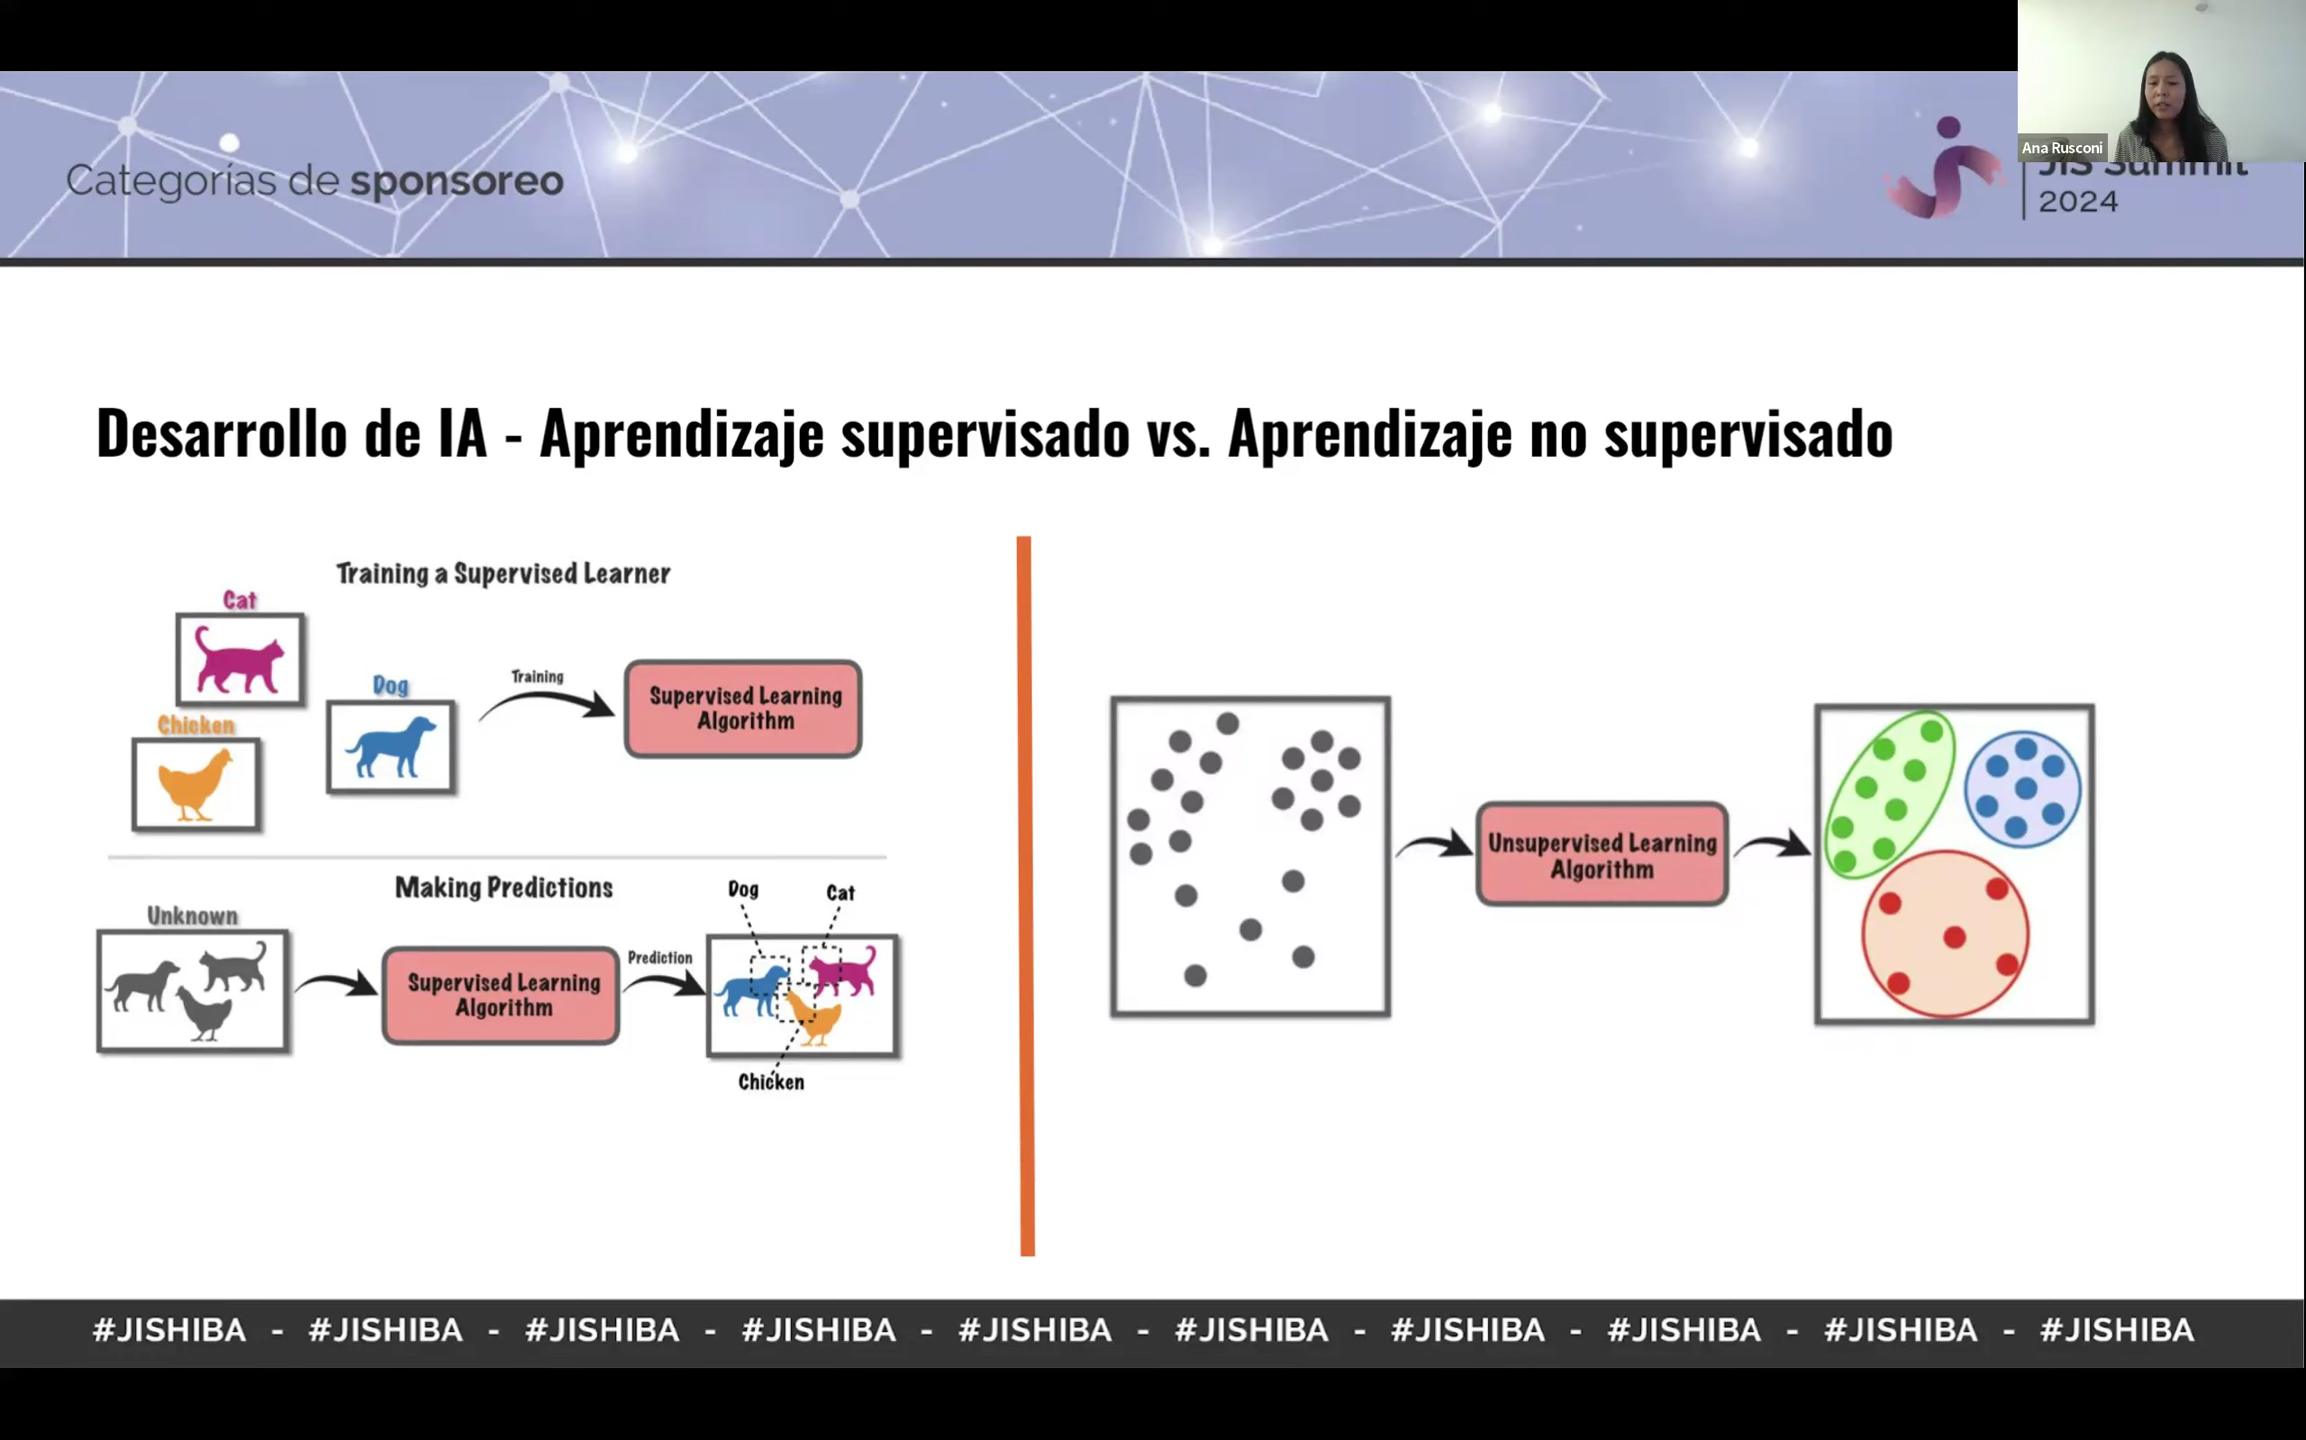 Ana Rusconi
Categorías de sponsoreo
JIS Summit
2024
Desarrollo de IA - Aprendizaje supervisado vs. Aprendizaje no supervisado
Training a Supervised Learner
Cat
Dog
Chicken
Training
Supervised Learning
Algorithm
Making Predictions
Unknown
Supervised Learning
Algorithm
Prediction
Dog
Cat
Chicken
Unsupervised Learning
Algorithm
#JISHIBA - #JISHIBA - #JISHIBA - #JISHIBA - #JISHIBA - #JISHIBA - #JISHIBA - #JISHIBA - #JISHIBA - #JISHIBA